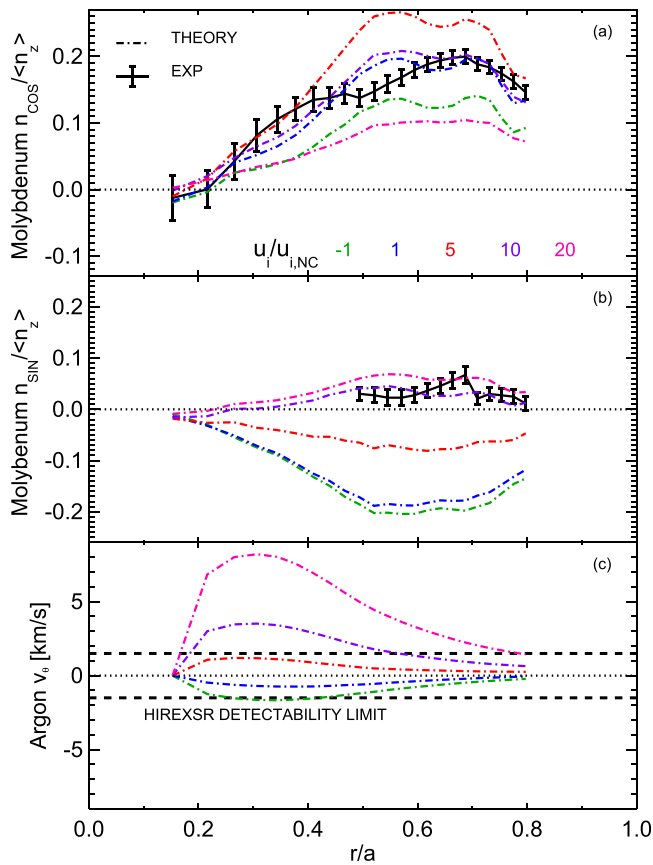 (a)
THEORY
EXP
Molybdenum n_COS/<n_z>
0.2
0.1
0.0
-0.1
u_i/u_i,NC -1 1 5 10 20
(b)
Molybenum n_SIN/<n_z>
0.2
0.1
0.0
-0.1
-0.2
(c)
Argon v_θ [km/s]
5
0
-5
HIREXSR DETECTABILITY LIMIT
0.0 0.2 0.4 0.6 0.8 1.0
r/a